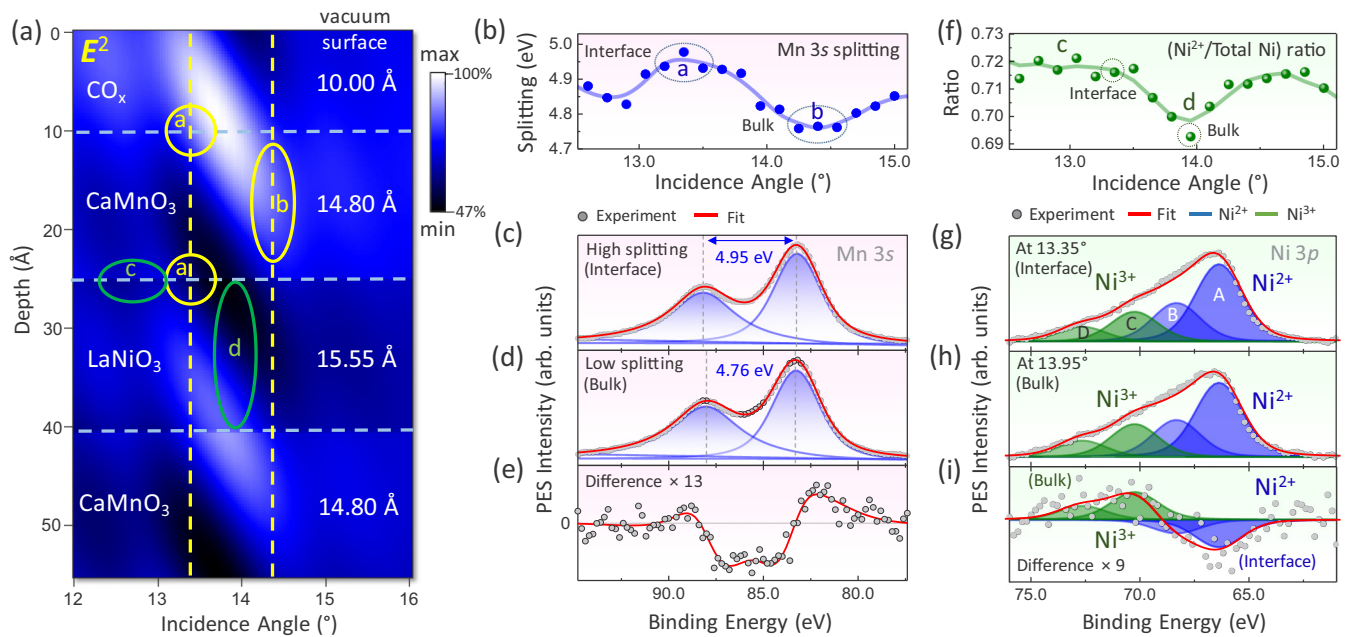 (a)
E²
vacuum
surface
max
100%
47%
min
0
10
20
30
40
50
Depth (Å)
COₓ
10.00 Å
a
b
CaMnO₃
14.80 Å
c
a
d
LaNiO₃
15.55 Å
CaMnO₃
14.80 Å
12
13
14
15
16
Incidence Angle (°)
(b)
Mn 3s splitting
Interface
a
Bulk
b
5.0
4.9
4.8
4.7
Splitting (eV)
13.0
14.0
15.0
Incidence Angle (°)
Experiment
Fit
(c)
High splitting
(Interface)
4.95 eV
Mn 3s
(d)
Low splitting
(Bulk)
4.76 eV
(e)
Difference × 13
0
PES Intensity (arb. units)
90.0
85.0
80.0
Binding Energy (eV)
(f)
(Ni²⁺/Total Ni) ratio
c
Interface
d
Bulk
0.73
0.72
0.71
0.70
0.69
Ratio
13.0
14.0
15.0
Incidence Angle (°)
Experiment
Fit
Ni²⁺
Ni³⁺
(g)
At 13.35°
(Interface)
Ni 3p
Ni³⁺
Ni²⁺
A
B
C
D
(h)
At 13.95°
(Bulk)
Ni³⁺
Ni²⁺
(i)
(Bulk)
Ni²⁺
Ni³⁺
(Interface)
Difference × 9
PES Intensity (arb. units)
75.0
70.0
65.0
Binding Energy (eV)